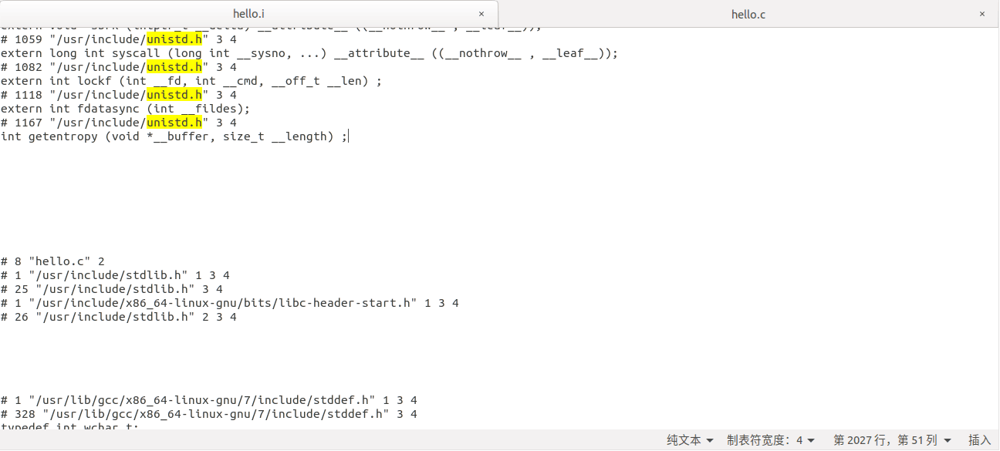 hello.i ×
hello.c ×
# 1059 "/usr/include/unistd.h" 3 4
extern long int syscall (long int __sysno, ...) __attribute__ ((__nothrow__ , __leaf__));
# 1082 "/usr/include/unistd.h" 3 4
extern int lockf (int __fd, int __cmd, __off_t __len) ;
# 1118 "/usr/include/unistd.h" 3 4
extern int fdatasync (int __fildes);
# 1167 "/usr/include/unistd.h" 3 4
int getentropy (void *__buffer, size_t __length) ;
# 8 "hello.c" 2
# 1 "/usr/include/stdlib.h" 1 3 4
# 25 "/usr/include/stdlib.h" 3 4
# 1 "/usr/include/x86_64-linux-gnu/bits/libc-header-start.h" 1 3 4
# 26 "/usr/include/stdlib.h" 2 3 4
# 1 "/usr/lib/gcc/x86_64-linux-gnu/7/include/stddef.h" 1 3 4
# 328 "/usr/lib/gcc/x86_64-linux-gnu/7/include/stddef.h" 3 4
typedef int wchar_t;
纯文本 制表符宽度：4 第 2027 行，第 51 列 插入